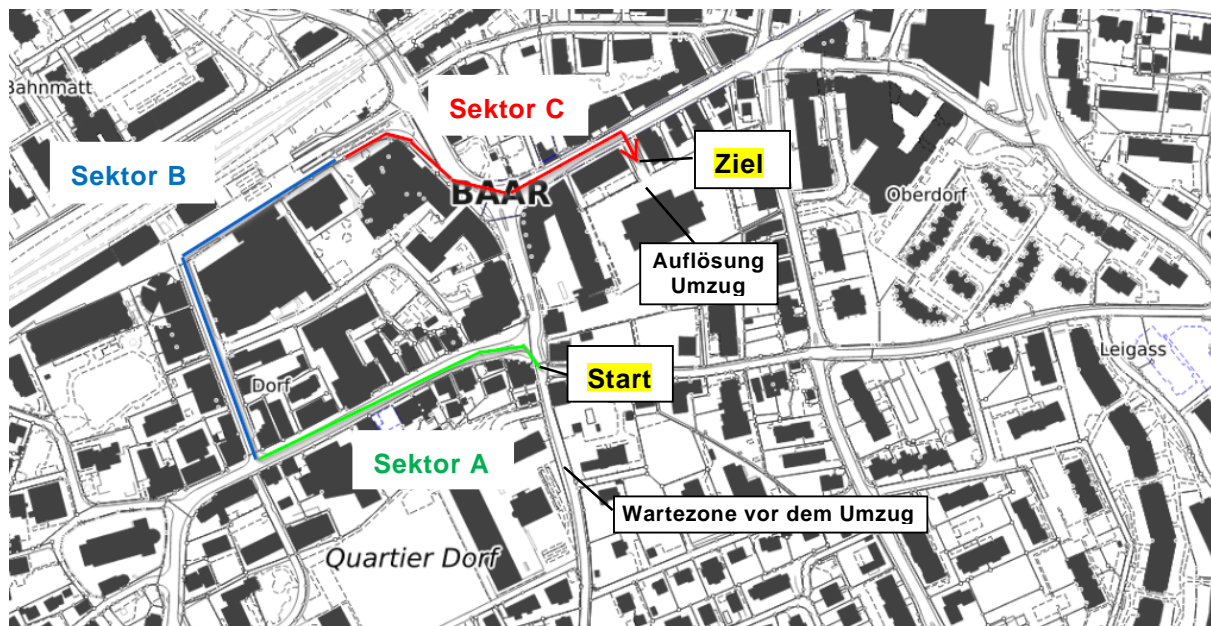 Bahnmatt
Sektor C
Sektor B
Ziel
BAAR
Oberdorf
Auflösung
Umzug
Leigass
Start
Dorf
Sektor A
Wartezone vor dem Umzug
Quartier Dorf